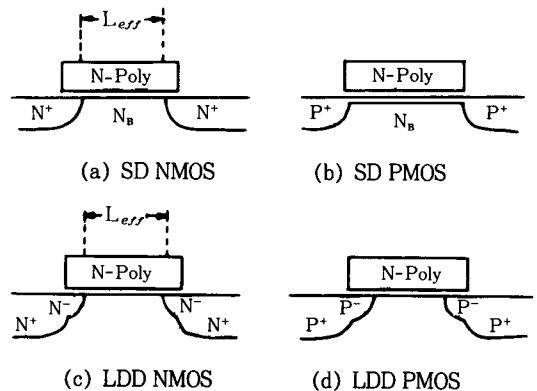 L_eff
N-Poly N-Poly
N⁺ N_B N⁺ P⁺ N_B P⁺
(a) SD NMOS (b) SD PMOS
L_eff
N-Poly N-Poly
N⁻ N⁻ P⁻ P⁻
N⁺ N⁺ P⁺ P⁺
(c) LDD NMOS (d) LDD PMOS